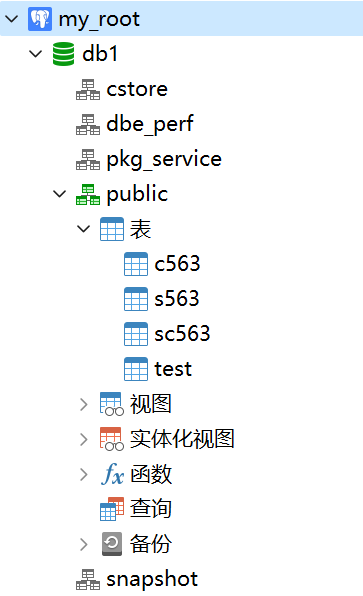 my_root
db1
cstore
dbe_perf
pkg_service
public
表
c563
s563
sc563
test
视图
实体化视图
fx 函数
查询
备份
snapshot